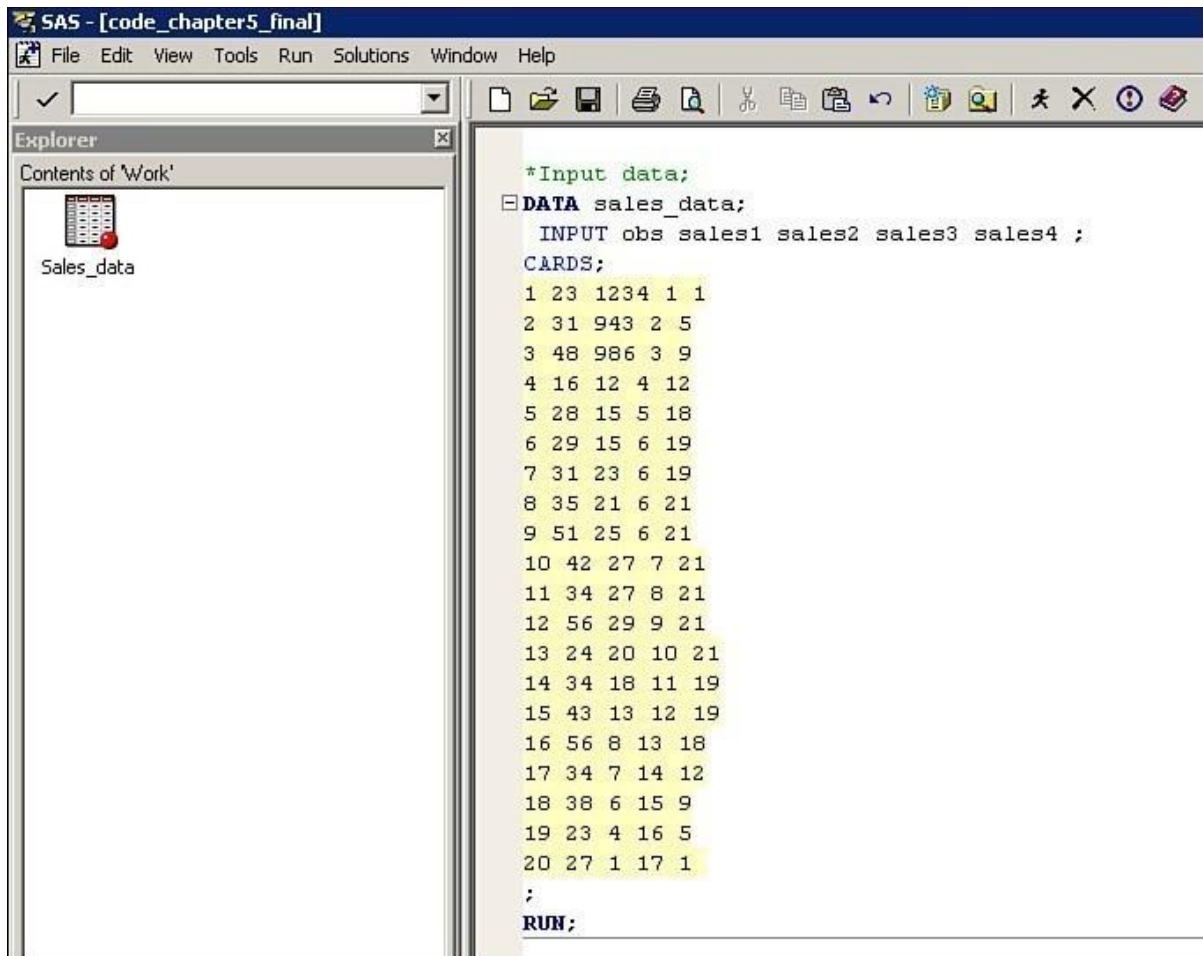 SAS - [code_chapter5_final]
File Edit View Tools Run Solutions Window Help
Explorer
Contents of 'Work'
Sales_data
*Input data;
DATA sales_data;
INPUT obs sales1 sales2 sales3 sales4 ;
CARDS;
1 23 1234 1 1
2 31 943 2 5
3 48 986 3 9
4 16 12 4 12
5 28 15 5 18
6 29 15 6 19
7 31 23 6 19
8 35 21 6 21
9 51 25 6 21
10 42 27 7 21
11 34 27 8 21
12 56 29 9 21
13 24 20 10 21
14 34 18 11 19
15 43 13 12 19
16 56 8 13 18
17 34 7 14 12
18 38 6 15 9
19 23 4 16 5
20 27 1 17 1
;
RUN;